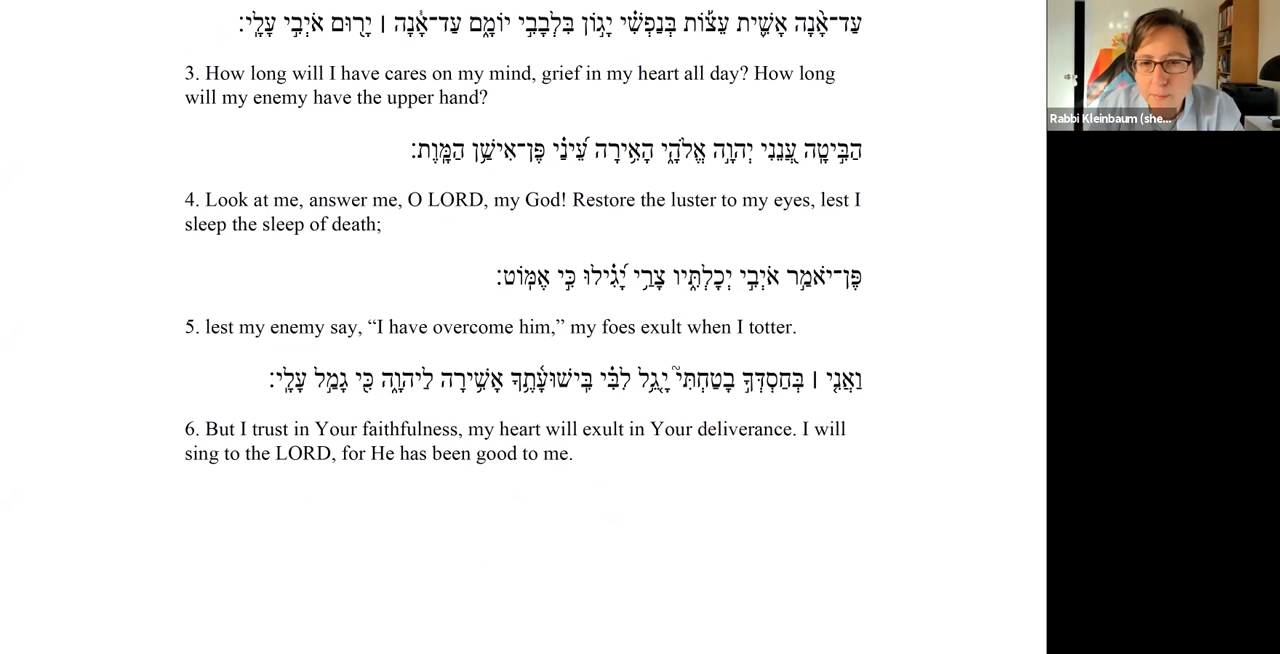 עַד־אָ֨נָה אָשִׁ֪ית עֵצ֡וֹת בְּנַפְשִׁ֗י יָג֣וֹן בִּלְבָבִ֣י יוֹמָ֑ם עַד־אָ֓נָה ׀ יָר֖וּם אֹיְבִ֣י עָלָֽי׃
3. How long will I have cares on my mind, grief in my heart all day? How long
will my enemy have the upper hand?
הַבִּ֣יטָֽה עֲ֭נֵנִי יְהוָ֣ה אֱלֹהָ֑י הָאִ֥ירָה עֵ֝ינַ֗י פֶּן־אִישַׁ֥ן הַמָּֽוֶת׃
4. Look at me, answer me, O LORD, my God! Restore the luster to my eyes, lest I
sleep the sleep of death;
פֶּן־יֹאמַ֣ר אֹיְבִ֣י יְכָלְתִּ֑יו צָרַ֥י יָ֝גִ֗ילוּ כִּ֣י אֶמּֽוֹט׃
5. lest my enemy say, “I have overcome him,” my foes exult when I totter.
וַאֲנִ֤י ׀ בְּחַסְדְּךָ֣ בָטַחְתִּי֮ יָ֤גֵ֥ל לִבִּ֗י בִּֽישׁוּעָ֫תֶ֥ךָ אָשִׁ֥ירָה לַיהוָ֑ה כִּ֖י גָמַ֣ל עָלָֽי׃
6. But I trust in Your faithfulness, my heart will exult in Your deliverance. I will
sing to the LORD, for He has been good to me.
Rabbi Kleinbaum (she...